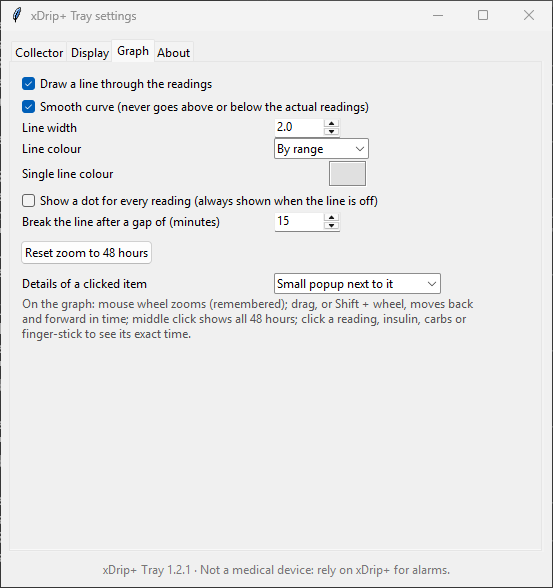 xDrip+ Tray settings
Collector Display Graph About
Draw a line through the readings
Smooth curve (never goes above or below the actual readings)
Line width 2.0
Line colour By range
Single line colour
Show a dot for every reading (always shown when the line is off)
Break the line after a gap of (minutes) 15
Reset zoom to 48 hours
Details of a clicked item Small popup next to it
On the graph: mouse wheel zooms (remembered); drag, or Shift + wheel, moves back
and forward in time; middle click shows all 48 hours; click a reading, insulin, carbs or
finger-stick to see its exact time.
xDrip+ Tray 1.2.1 · Not a medical device: rely on xDrip+ for alarms.